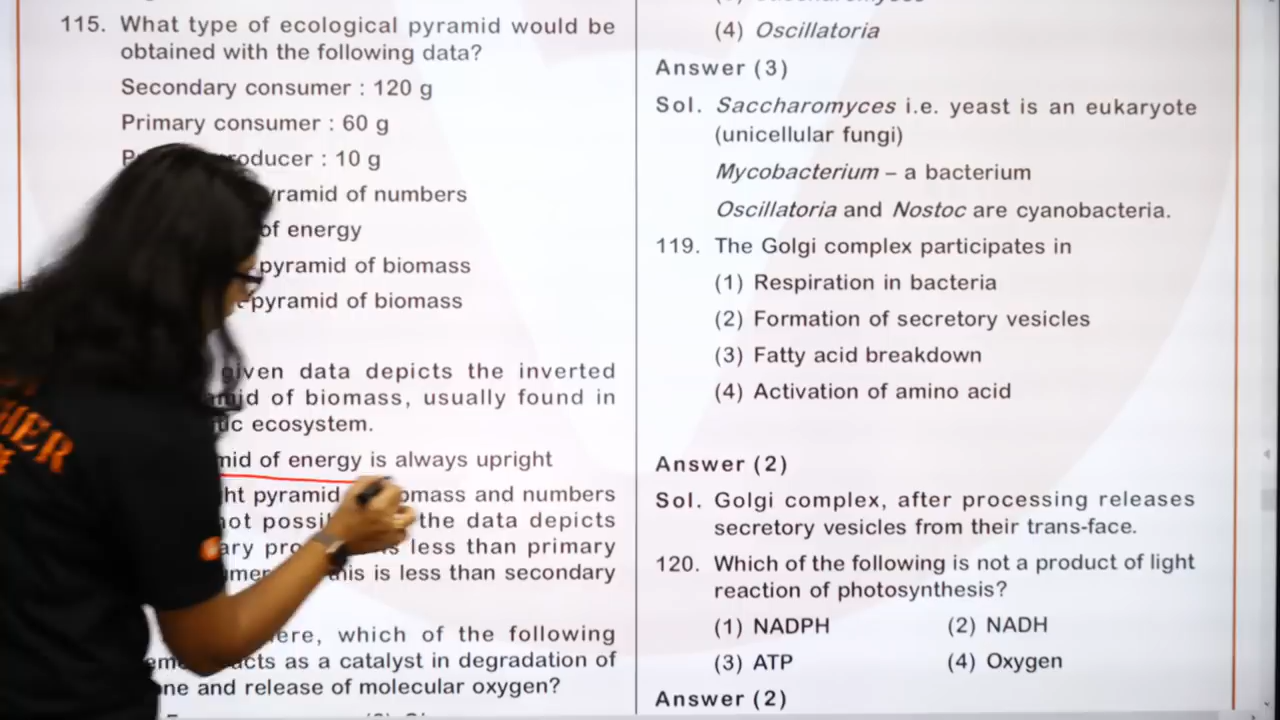 115. What type of ecological pyramid would be
obtained with the following data?
Secondary consumer : 120 g
Primary consumer : 60 g
: 10 g
of numbers
of energy
pyramid of biomass
pyramid of biomass
given data depicts the inverted
of biomass, usually found in
ecosystem.
of energy is always upright
pyramid and numbers
the data depicts
less than primary
this is less than secondary
which of the following
acts as a catalyst in degradation of
and release of molecular oxygen?
(4) Oscillatoria
Answer (3)
Sol. Saccharomyces i.e. yeast is an eukaryote
(unicellular fungi)
Mycobacterium – a bacterium
Oscillatoria and Nostoc are cyanobacteria.
119. The Golgi complex participates in
(1) Respiration in bacteria
(2) Formation of secretory vesicles
(3) Fatty acid breakdown
(4) Activation of amino acid
Answer (2)
Sol. Golgi complex, after processing releases
secretory vesicles from their trans-face.
120. Which of the following is not a product of light
reaction of photosynthesis?
(1) NADPH (2) NADH
(3) ATP (4) Oxygen
Answer (2)